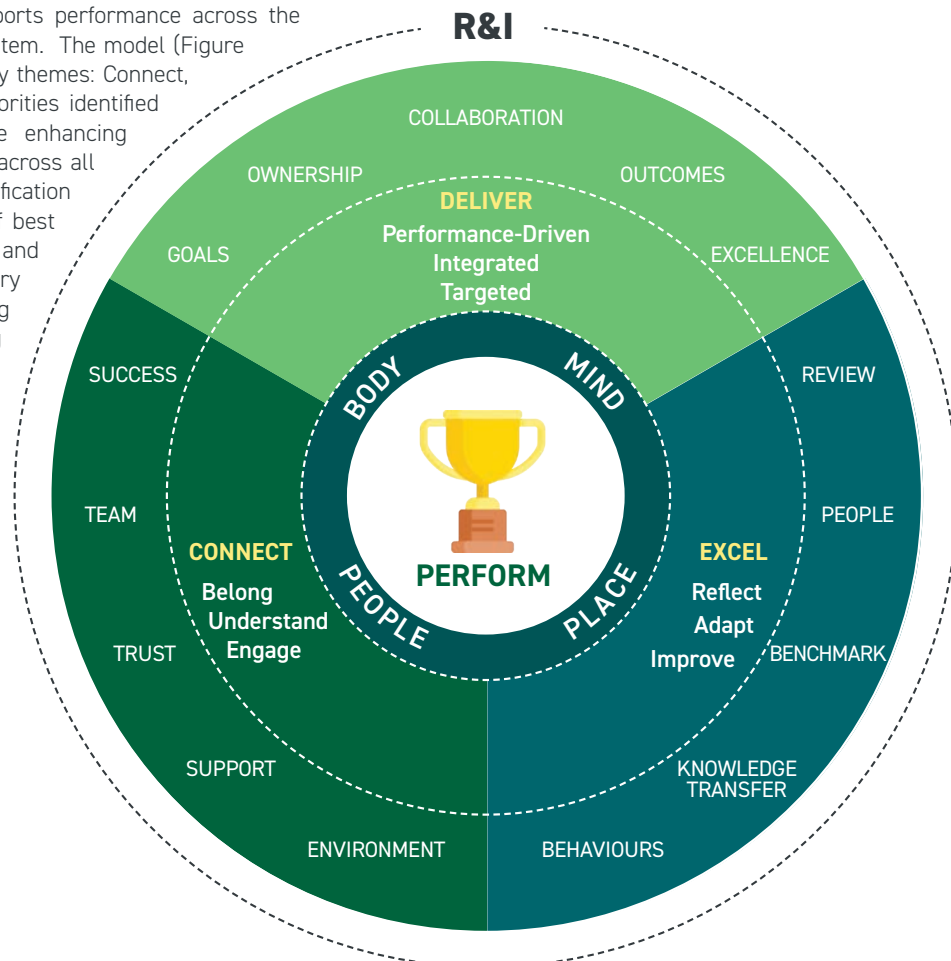 ports performance across the
tem. The model (Figure
y themes: Connect,
orities identified
e enhancing
across all
ification
f best
and
ry
g
R&I
COLLABORATION
OWNERSHIP
OUTCOMES
GOALS
EXCELLENCE
DELIVER
Performance-Driven
Integrated
Targeted
BODY
MIND
PEOPLE
PLACE
PERFORM
SUCCESS
TEAM
TRUST
SUPPORT
ENVIRONMENT
CONNECT
Belong
Understand
Engage
EXCEL
Reflect
Adapt
Improve
REVIEW
PEOPLE
BENCHMARK
KNOWLEDGE
TRANSFER
BEHAVIOURS